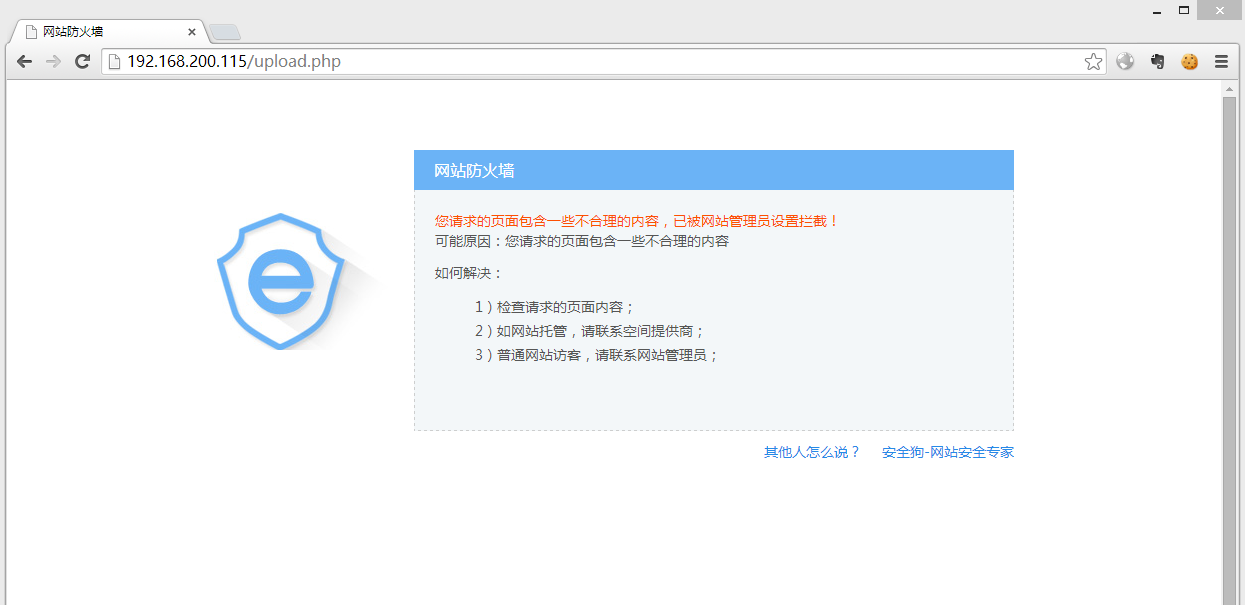 网站防火墙
192.168.200.115/upload.php
网站防火墙
您请求的页面包含一些不合理的内容，已被网站管理员设置拦截！
可能原因：您请求的页面包含一些不合理的内容
如何解决：
1）检查请求的页面内容；
2）如网站托管，请联系空间提供商；
3）普通网站访客，请联系网站管理员；
其他人怎么说？ 安全狗-网站安全专家